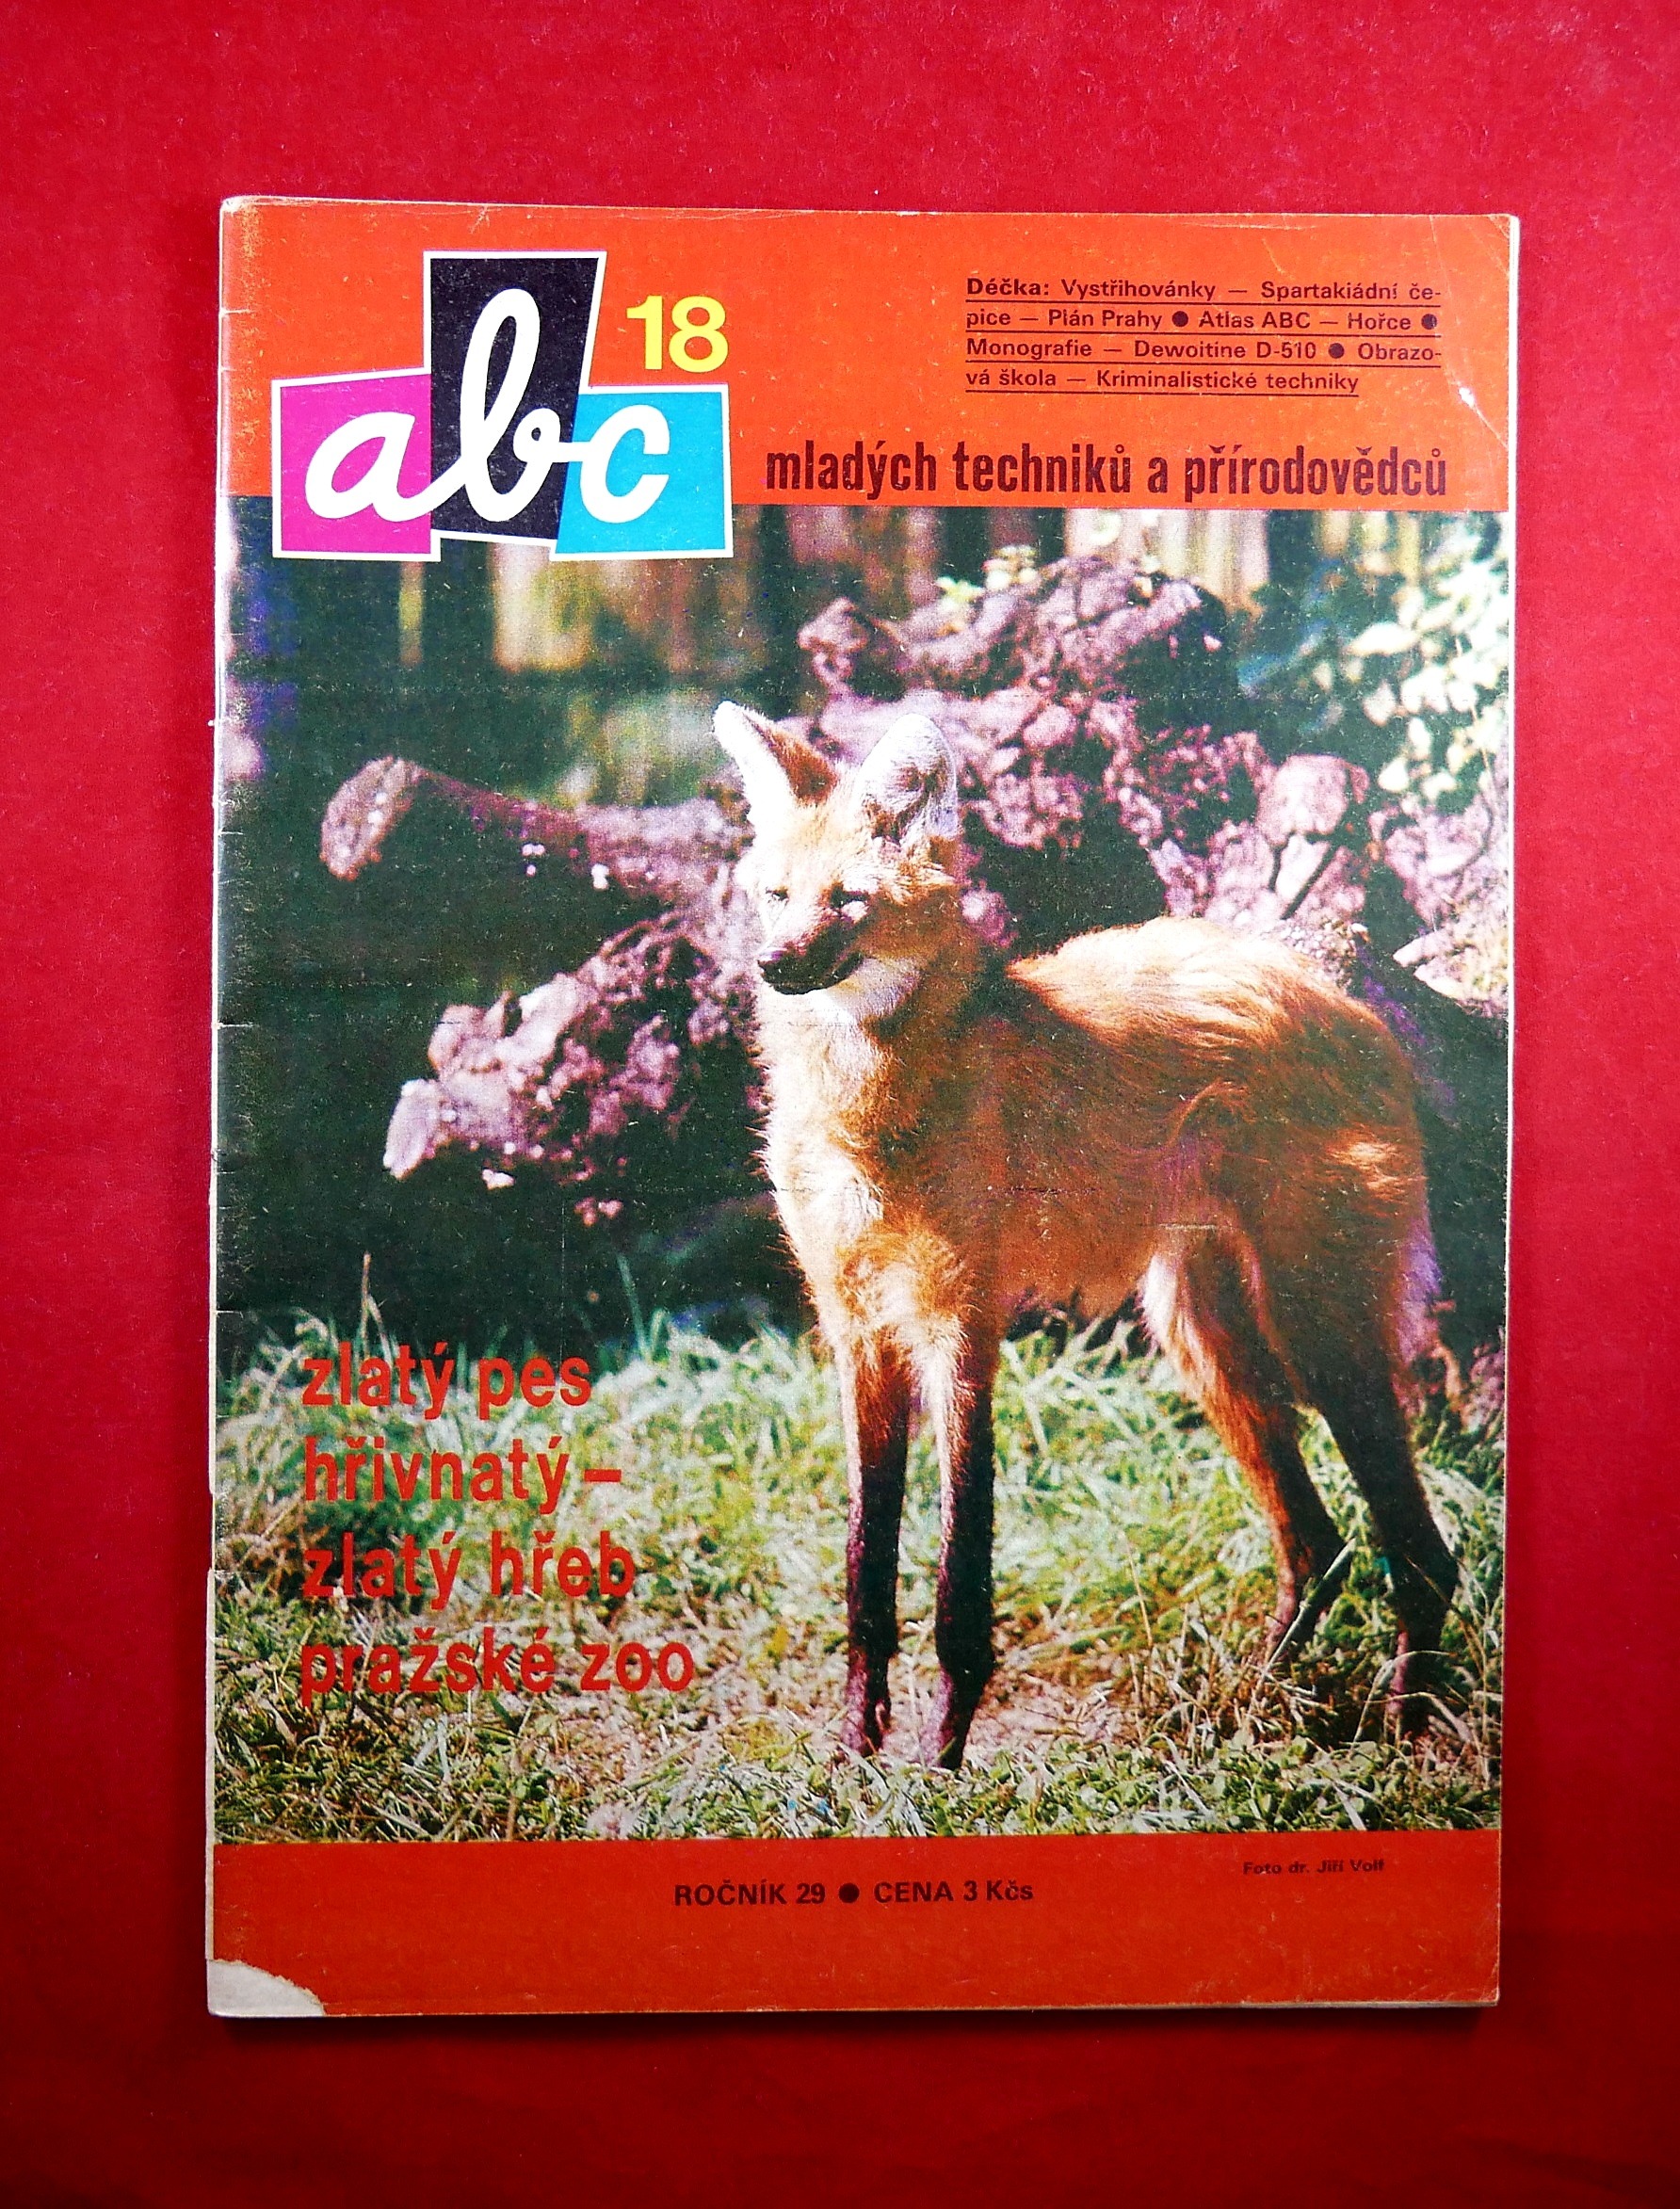 abc
18
Déčka: Vystřihovánky — Spartakiádní če-
pice — Plán Prahy ● Atlas ABC — Hořce ●
Monografie — Dewoitine D-510 ● Obrazo-
vá škola — Kriminalistické techniky
mladých techniků a přírodovědců
zlatý pes
hřivnatý –
zlatý hřeb
pražské zoo
Foto dr. Jiří Volf
ROČNÍK 29 ● CENA 3 Kčs